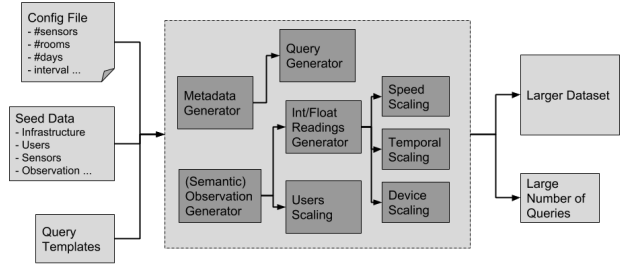 Config File
- #sensors
- #rooms
- #days
- interval ...
Seed Data
- Infrastructure
- Users
- Sensors
- Observation ...
Query
Templates
Metadata
Generator
Query
Generator
(Semantic)
Observation
Generator
Int/Float
Readings
Generator
Users
Scaling
Speed
Scaling
Temporal
Scaling
Device
Scaling
Larger Dataset
Large
Number of
Queries